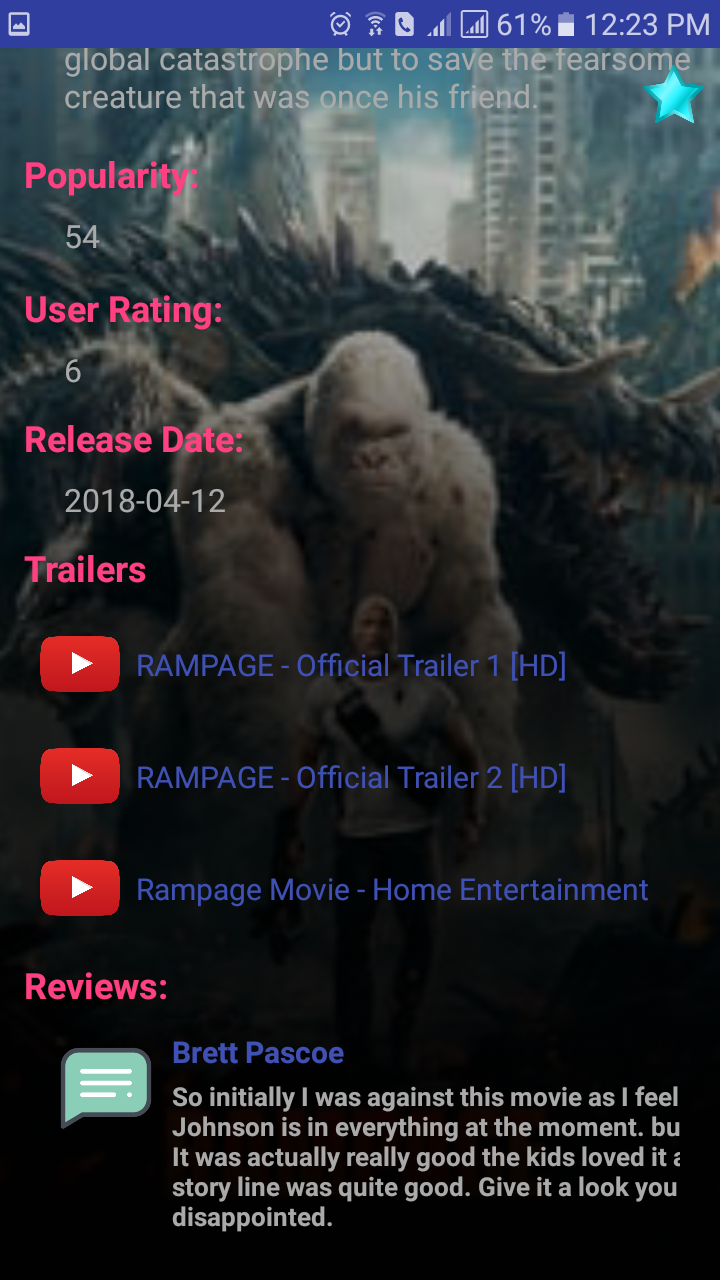 61% 12:23 PM
global catastrophe but to save the fearsome
creature that was once his friend.
Popularity:
54
User Rating:
6
Release Date:
2018-04-12
Trailers
RAMPAGE - Official Trailer 1 [HD]
RAMPAGE - Official Trailer 2 [HD]
Rampage Movie - Home Entertainment
Reviews:
Brett Pascoe
So initially I was against this movie as I feel
Johnson is in everything at the moment. bu
It was actually really good the kids loved it
story line was quite good. Give it a look you
disappointed.